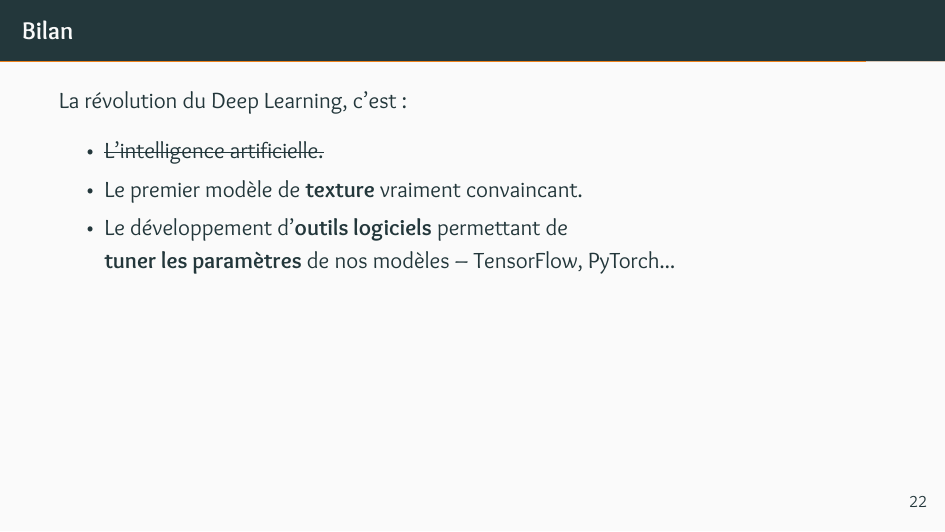 Bilan
La révolution du Deep Learning, c’est :
• L’intelligence artificielle.
• Le premier modèle de texture vraiment convaincant.
• Le développement d’outils logiciels permettant de
tuner les paramètres de nos modèles – TensorFlow, PyTorch...
22